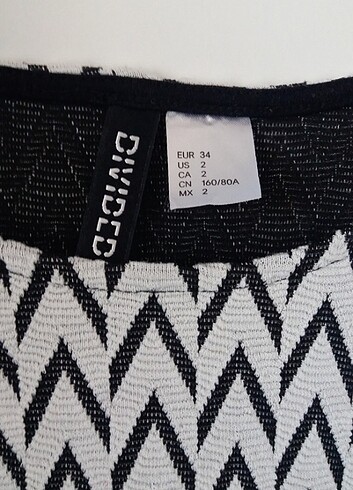 DIVIDED
EUR 34
US 2
CA 2
CN 160/80A
MX 2